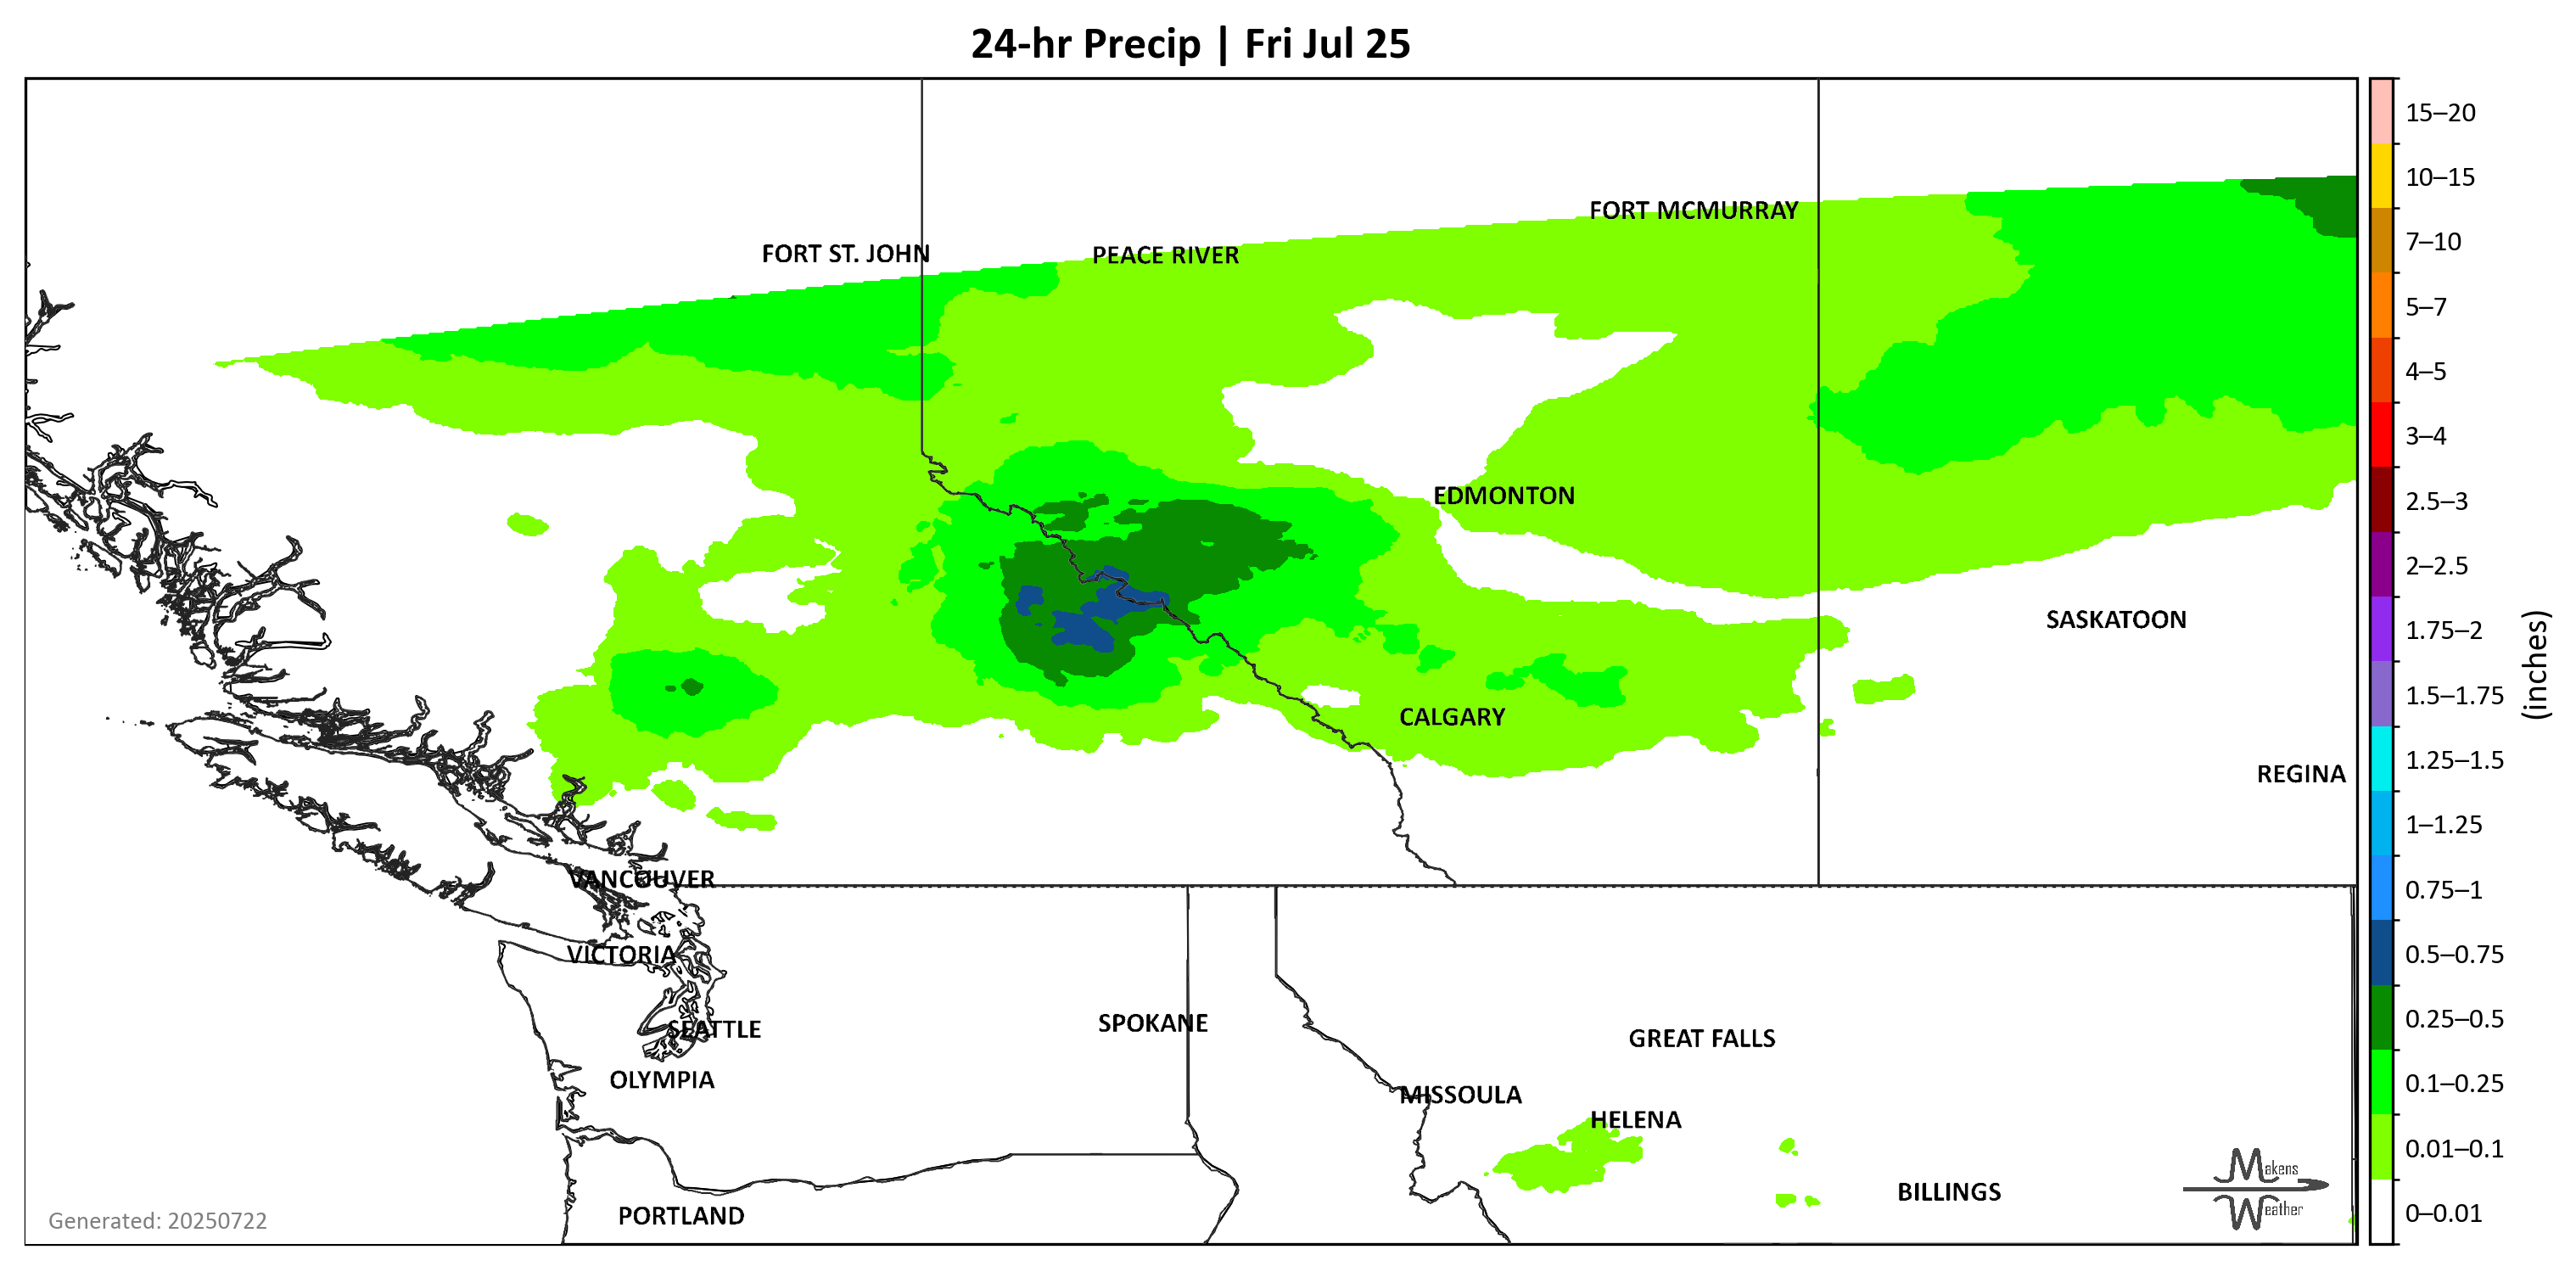 24-hr Precip | Fri Jul 25
15–20
10–15
7–10
5–7
4–5
3–4
2.5–3
2–2.5
1.75–2
1.5–1.75
1.25–1.5
1–1.25
0.75–1
0.5–0.75
0.25–0.5
0.1–0.25
0.01–0.1
0–0.01
(inches)
FORT MCMURRAY
FORT ST. JOHN
PEACE RIVER
EDMONTON
SASKATOON
CALGARY
REGINA
VANCOUVER
VICTORIA
SPOKANE
SEATTLE
GREAT FALLS
OLYMPIA
MISSOULA
HELENA
BILLINGS
PORTLAND
Makens
Weather
Generated: 20250722